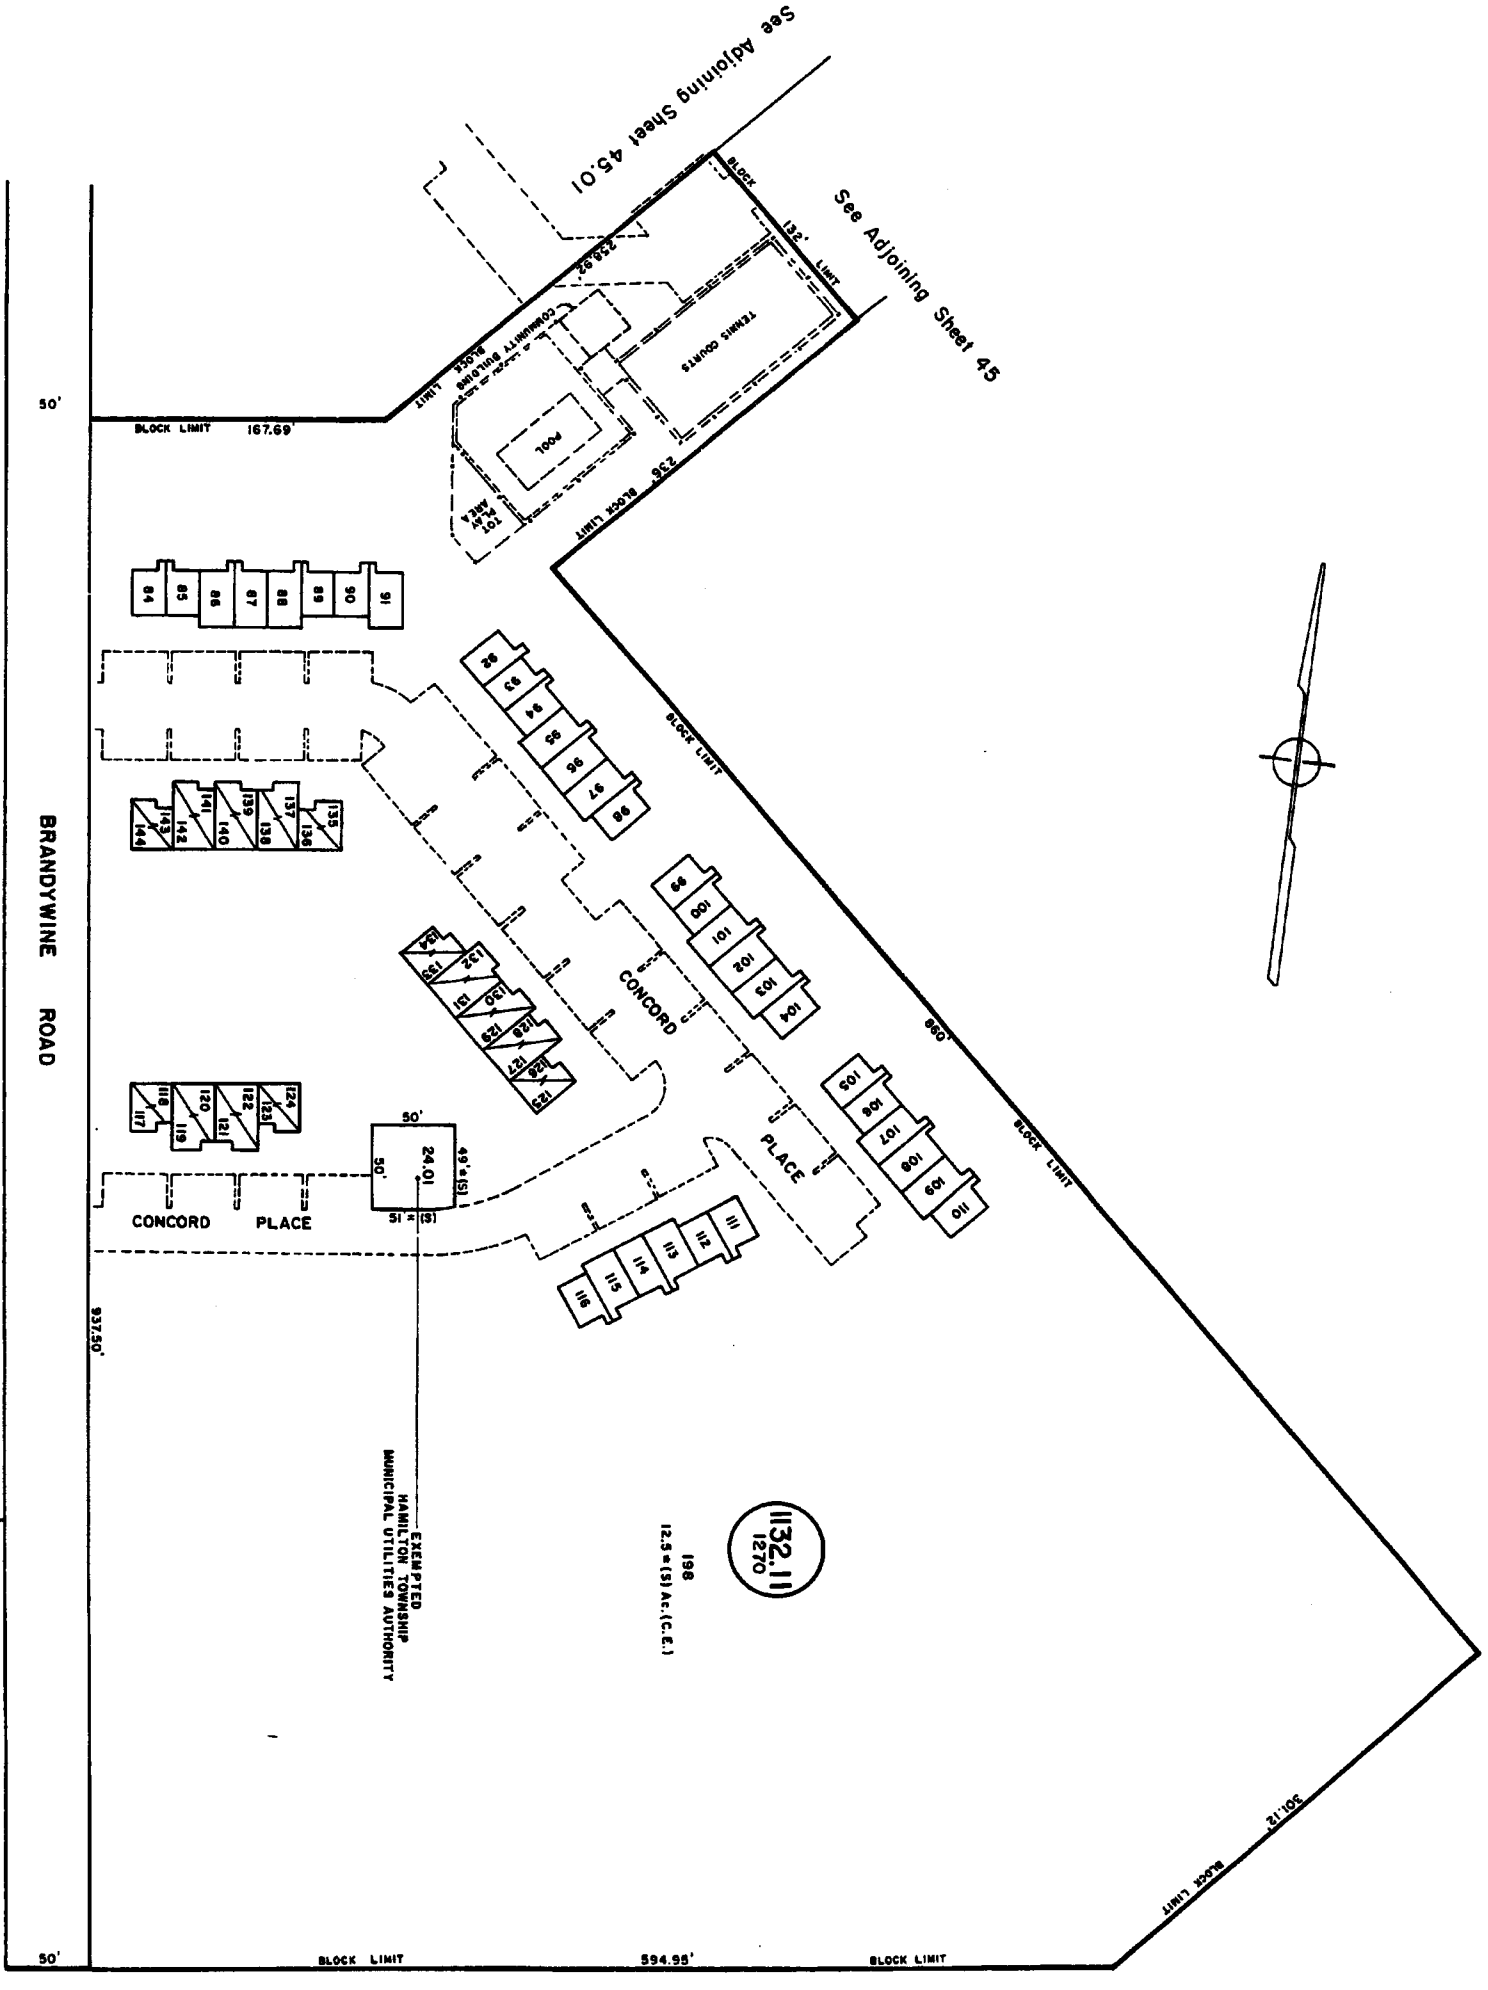 See Adjoining Sheet 45.01
See Adjoining Sheet 45
BLOCK
132'
LIMIT
258.92'
COMMUNITY BUILDING
BLOCK
LIMIT
TENNIS COURTS
POOL
TOT
PLAY
AREA
236'
BLOCK LIMIT
50'
BLOCK LIMIT 167.69'
84
85
86
87
88
89
90
91
92
93
94
95
96
97
98
BLOCK LIMIT
99
100
101
102
103
104
860'
BLOCK LIMIT
105
106
107
108
109
110
111
112
113
114
115
116
144
143
142
141
140
139
138
137
136
135
134
133
132
131
130
129
128
127
126
125
117
118
119
120
121
122
123
124
CONCORD
PLACE
CONCORD PLACE
BRANDYWINE ROAD
50'
50'
24.01
49'±(S)
51'±(S)
937.50'
EXEMPTED
HAMILTON TOWNSHIP
MUNICIPAL UTILITIES AUTHORITY
1132.11
1270
198
12.5±(S) Ac.(C.E.)
301.12'
BLOCK LIMIT
50'
BLOCK LIMIT
594.95'
BLOCK LIMIT